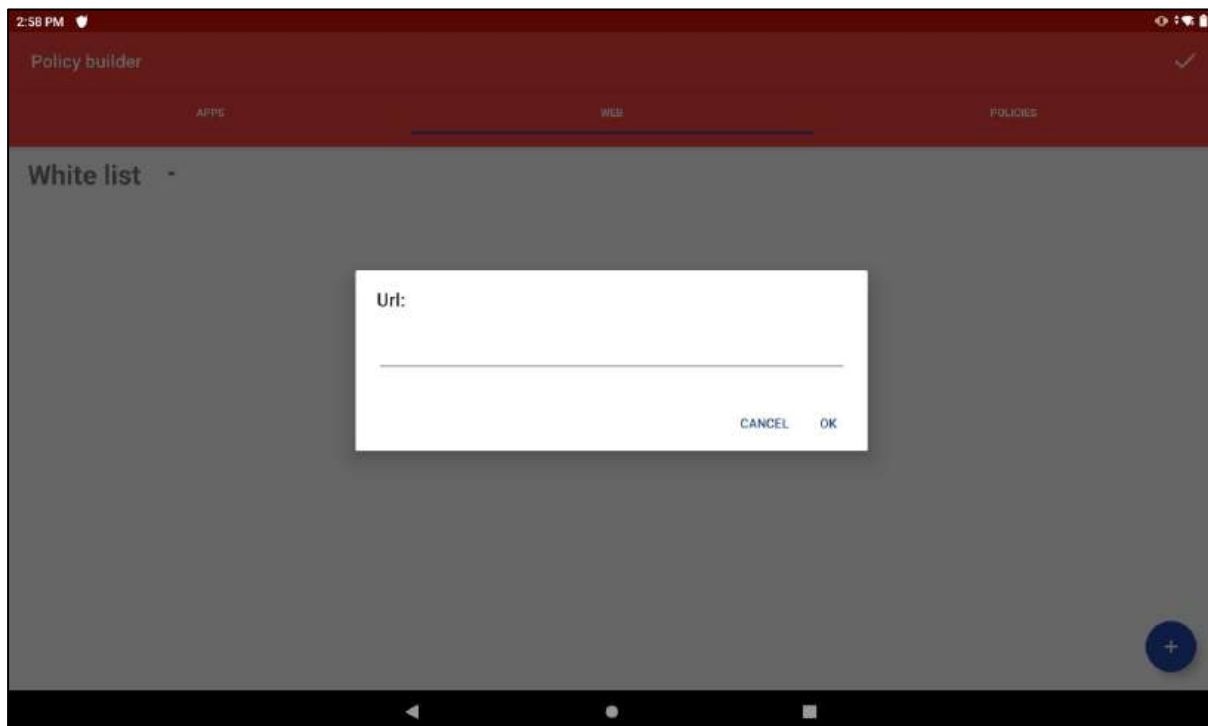 2:58 PM
Policy builder
APPS
WEB
POLICIES
White list
Url:
CANCEL
OK